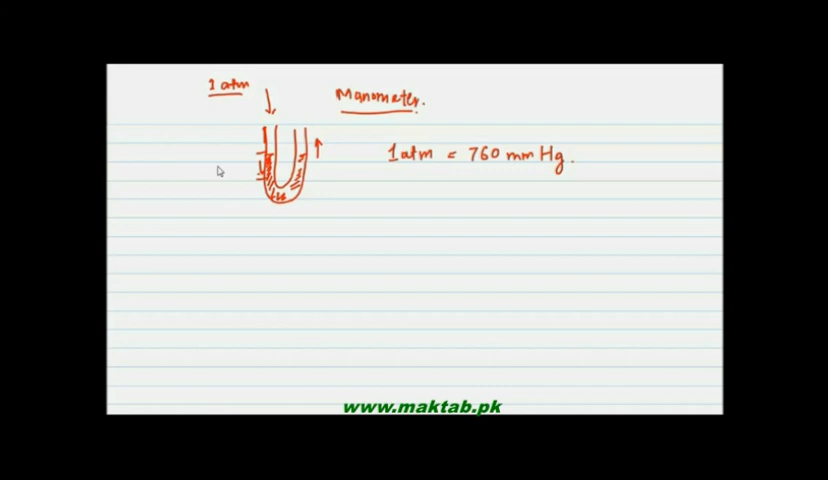 1 atm
Manometer.
1 atm = 760 mm Hg.
www.maktab.pk